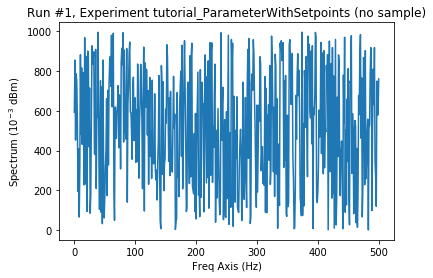 Run #1, Experiment tutorial_ParameterWithSetpoints (no sample)
1000
800
600
400
200
0
Spectrum (10⁻³ dBm)
0 100 200 300 400 500
Freq Axis (Hz)